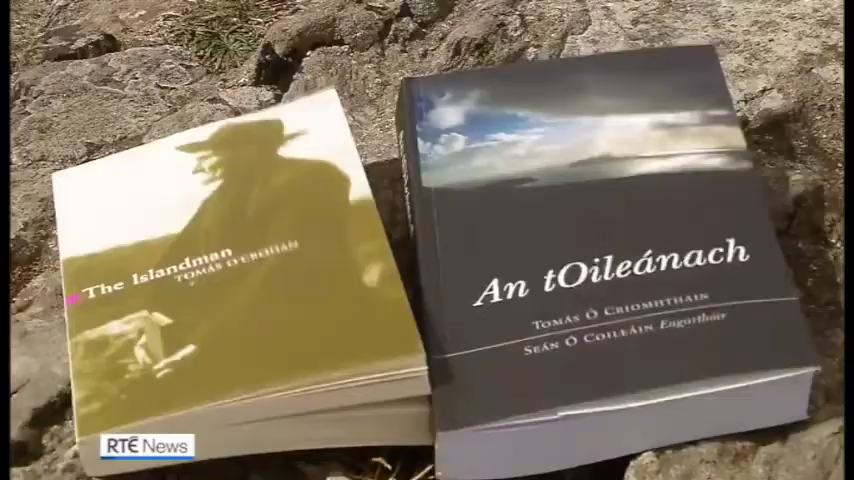 The Islandman
TOMÁS O'CROHAN
An tOileánach
TOMÁS Ó CRIOMHTHAIN
SEÁN Ó COILEÁIN Eagarthóir
RTÉ News